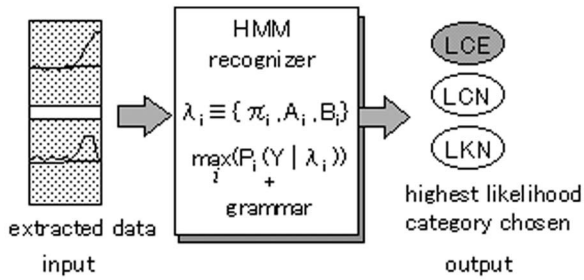 HMM
recognizer
λi≡{ πi , Ai , Bi}
max(Pi(Y | λi))
i
+
grammar
LCE
LCN
LKN
extracted data
input
highest likelihood
category chosen
output